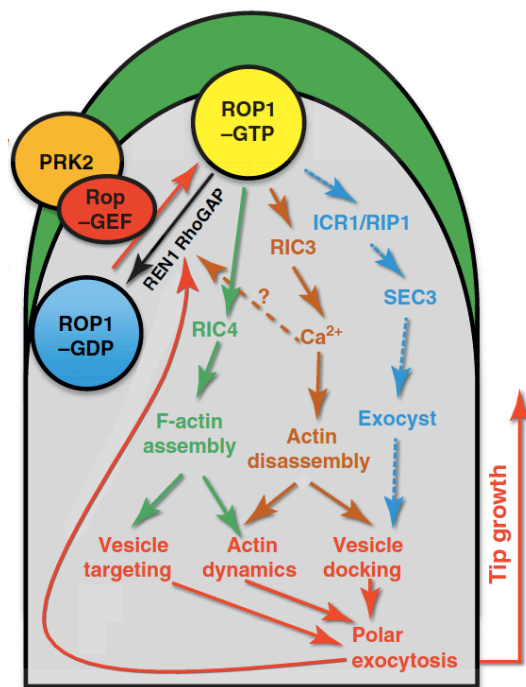 ROP1
–GTP
PRK2
Rop
–GEF
REN1 RhoGAP
ROP1
–GDP
ICR1/RIP1
RIC3
SEC3
?
RIC4
Ca²⁺
F-actin
assembly
Actin
disassembly
Exocyst
Vesicle
targeting
Actin
dynamics
Vesicle
docking
Polar
exocytosis
Tip growth